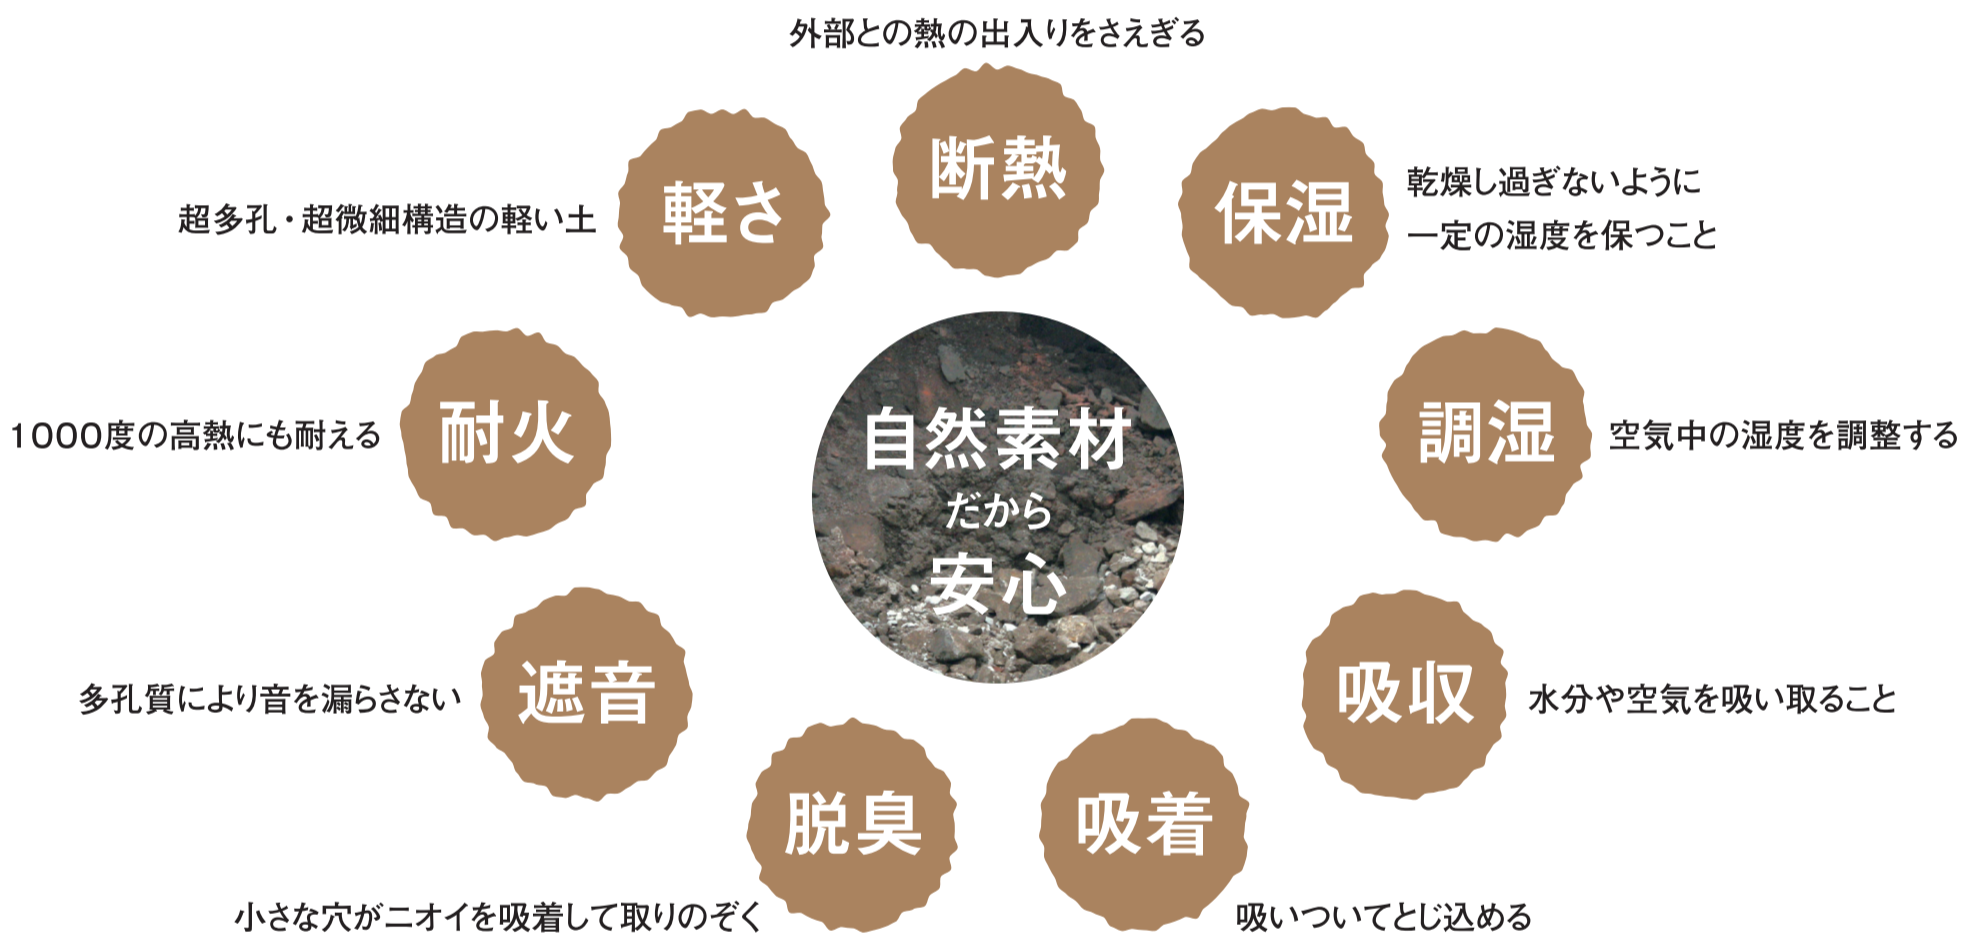 外部との熱の出入りをさえぎる
断熱
保湿
乾燥し過ぎないように
一定の湿度を保つこと
調湿
空気中の湿度を調整する
吸収
水分や空気を吸い取ること
吸着
吸いついてとじ込める
脱臭
小さな穴がニオイを吸着して取りのぞく
遮音
多孔質により音を漏らさない
耐火
1000度の高熱にも耐える
軽さ
超多孔・超微細構造の軽い土
自然素材
だから
安心